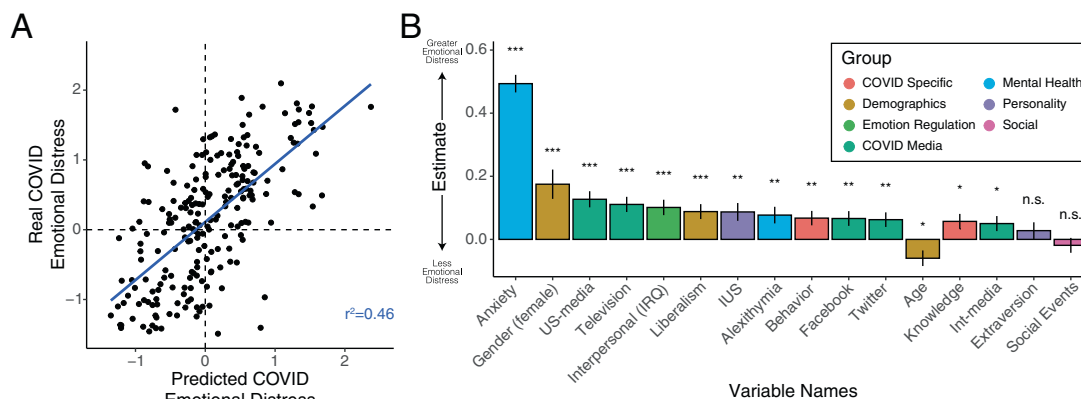 A
Real COVID
Emotional Distress
2
1
0
−1
−1
0
1
2
r²=0.46
Predicted COVID
Emotional Distress
B
Greater
Emotional
Distress
Estimate
Less
Emotional
Distress
0.6
0.4
0.2
0.0
***
***
***
***
***
***
**
**
**
**
**
*
*
*
n.s.
n.s.
Group
COVID Specific
Demographics
Emotion Regulation
COVID Media
Mental Health
Personality
Social
Anxiety
Gender (female)
US-media
Television
Interpersonal (IRQ)
Liberalism
IUS
Alexithymia
Behavior
Facebook
Twitter
Age
Knowledge
Int-media
Extraversion
Social Events
Variable Names